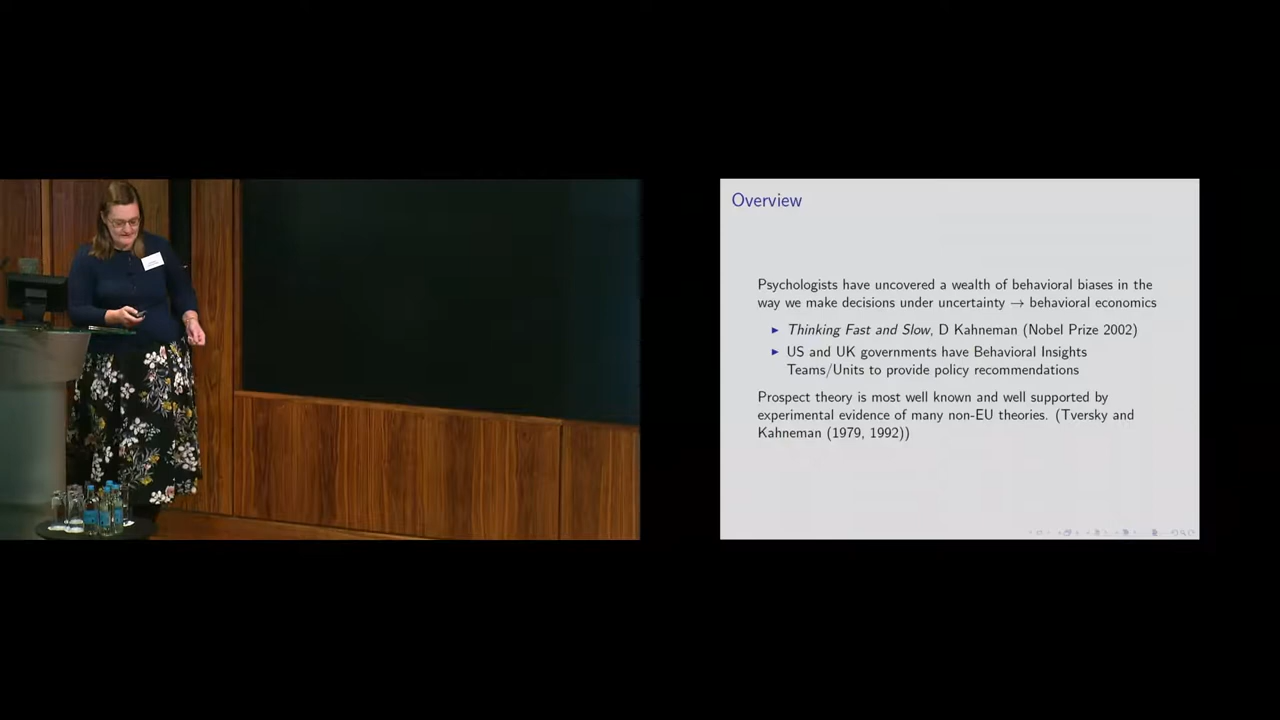 Overview
Psychologists have uncovered a wealth of behavioral biases in the
way we make decisions under uncertainty → behavioral economics
▶ Thinking Fast and Slow, D Kahneman (Nobel Prize 2002)
▶ US and UK governments have Behavioral Insights
Teams/Units to provide policy recommendations
Prospect theory is most well known and well supported by
experimental evidence of many non-EU theories. (Tversky and
Kahneman (1979, 1992))